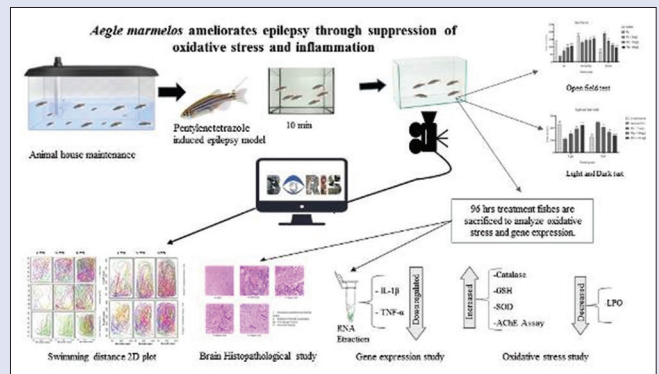 Aegle marmelos ameliorates epilepsy through suppression of
oxidative stress and inflammation
Animal house maintenance
Pentylenetetrazole
induced epilepsy model
10 min
Open field test
Light and Dark test
BORIS
96 hrs treatment fishes are
sacrificed to analyze oxidative
stress and gene expression.
Swimming distance 2D plot
Brain Histopathological study
RNA
Etraction
- IL-1β
- TNF-α
Downregulated
Gene expression study
Increased
-Catalase
-GSH
-SOD
-AChE Assay
Decreased
-LPO
Oxidative stress study